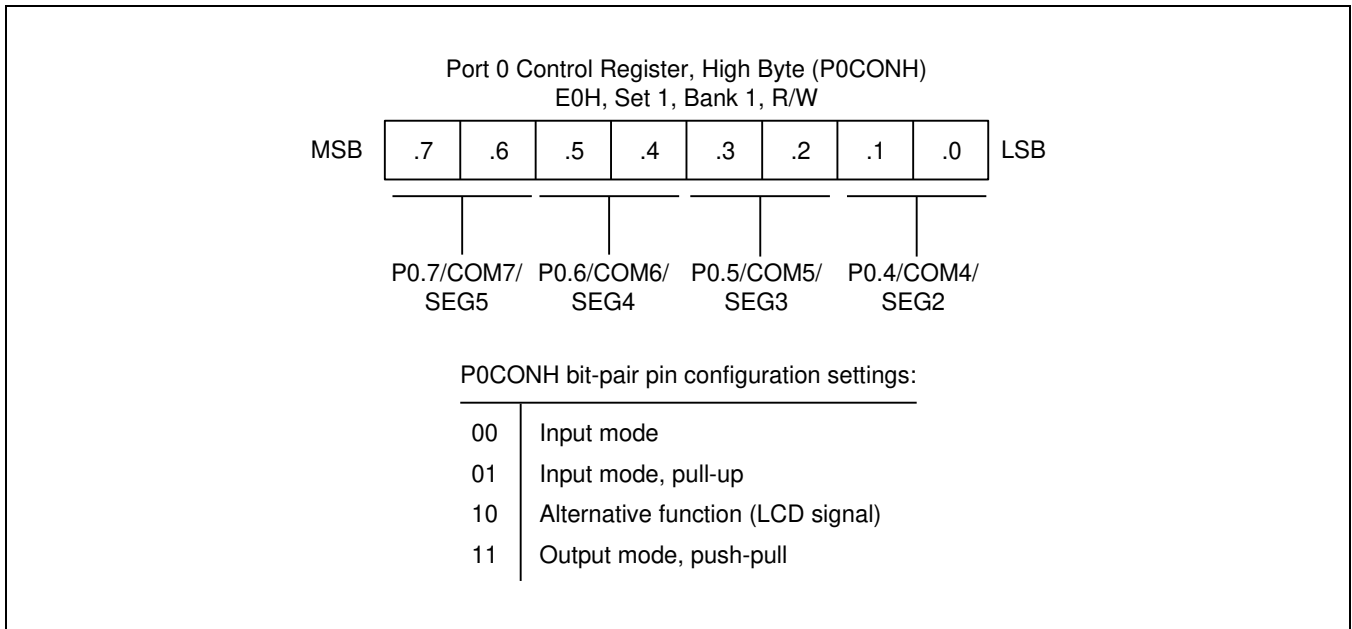 Port 0 Control Register, High Byte (P0CONH)
E0H, Set 1, Bank 1, R/W
MSB .7 .6 .5 .4 .3 .2 .1 .0 LSB
P0.7/COM7/ P0.6/COM6/ P0.5/COM5/ P0.4/COM4/
SEG5 SEG4 SEG3 SEG2
P0CONH bit-pair pin configuration settings:
00 Input mode
01 Input mode, pull-up
10 Alternative function (LCD signal)
11 Output mode, push-pull